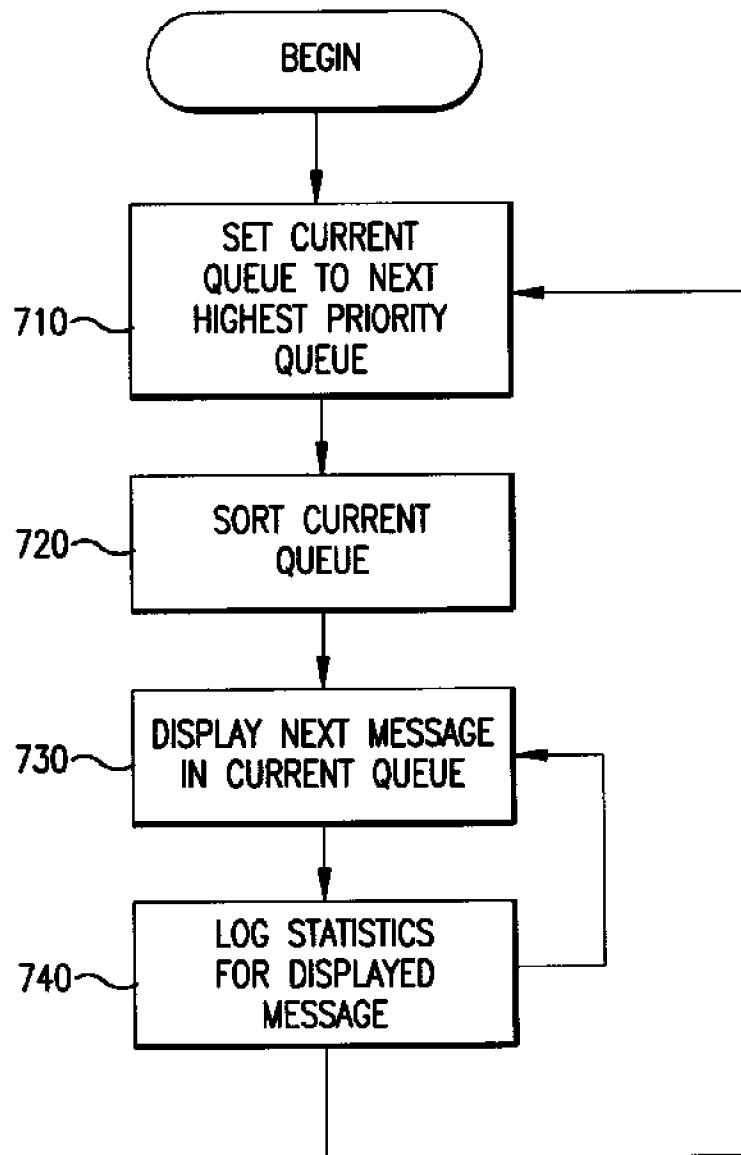 BEGIN
SET CURRENT
QUEUE TO NEXT
HIGHEST PRIORITY
QUEUE
710
SORT CURRENT
QUEUE
720
DISPLAY NEXT MESSAGE
IN CURRENT QUEUE
730
LOG STATISTICS
FOR DISPLAYED
MESSAGE
740